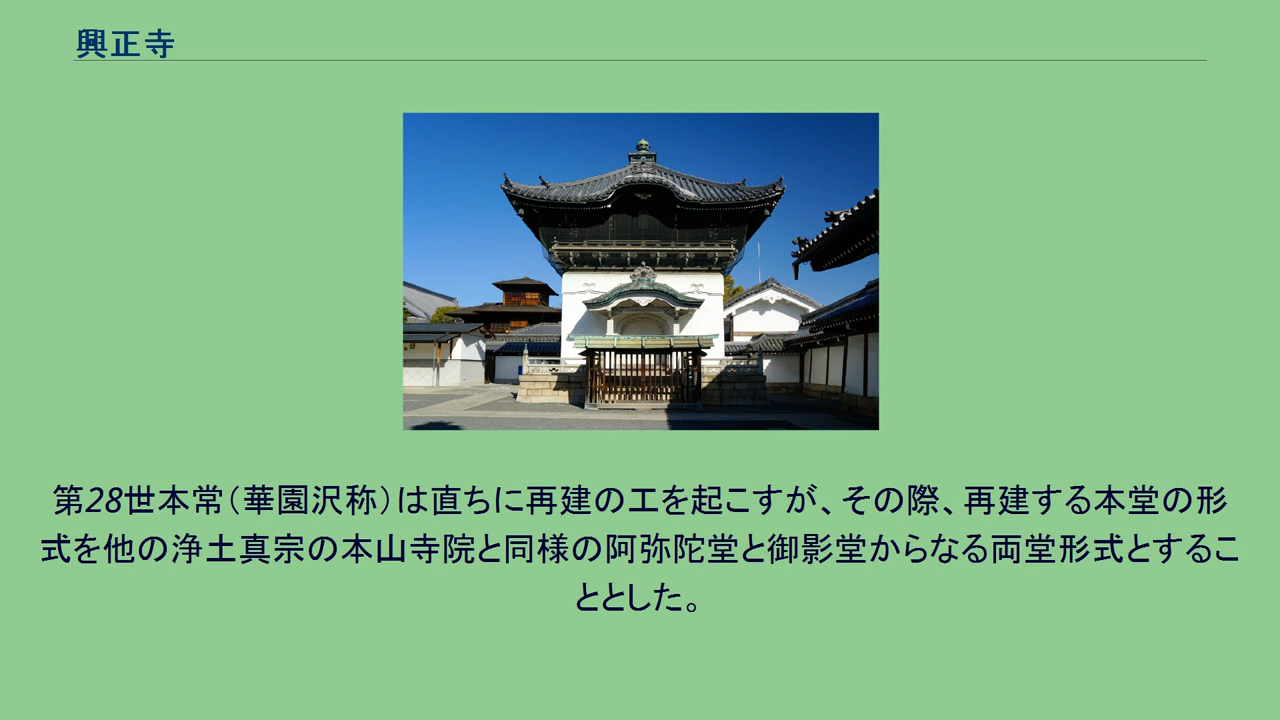 興正寺
第28世本常（華園沢称）は直ちに再建の工を起こすが、その際、再建する本堂の形
式を他の浄土真宗の本山寺院と同様の阿弥陀堂と御影堂からなる両堂形式とするこ
ととした。